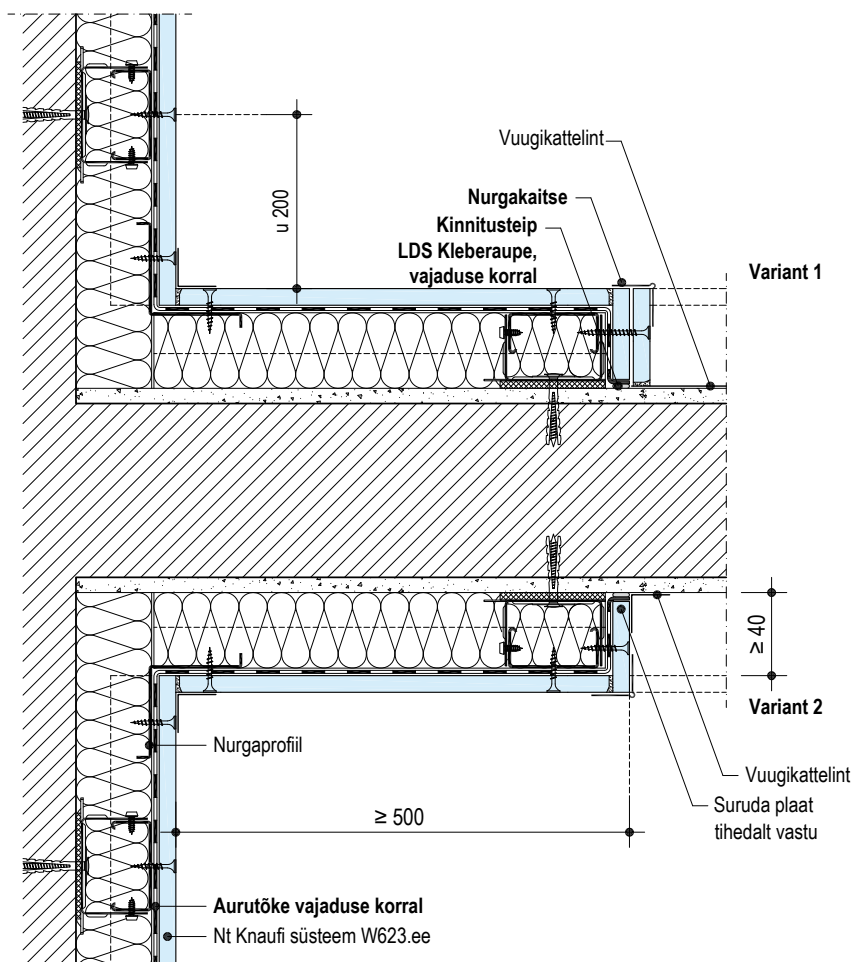 Vuugikattelint
Nurgakaitse
Kinnitusteip
LDS Kleberaupe,
vajaduse korral
u 200
Variant 1
≥ 40
Variant 2
Nurgaprofiil
Vuugikattelint
Suruda plaat
tihedalt vastu
≥ 500
Aurutõke vajaduse korral
Nt Knaufi süsteem W623.ee